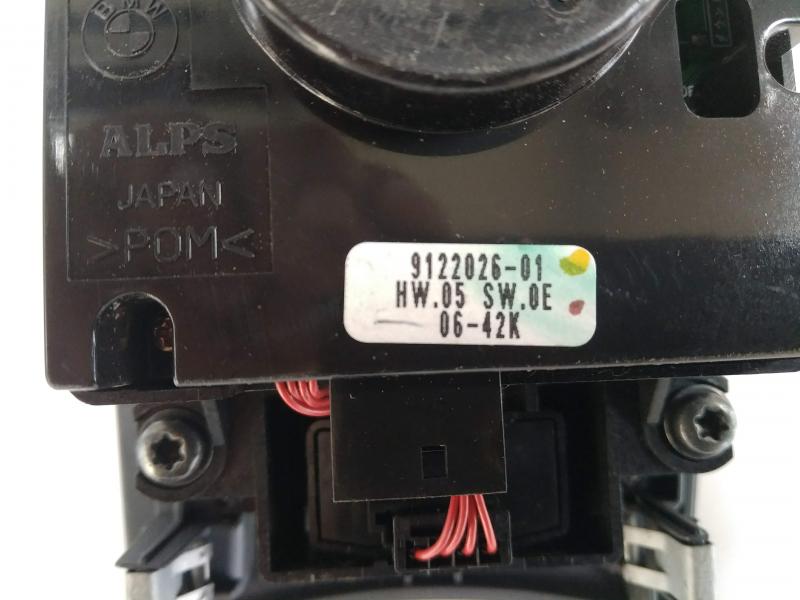 BMW
ALPS
JAPAN
>POM<
9122026-01
HW.05 SW.0E
06-42K